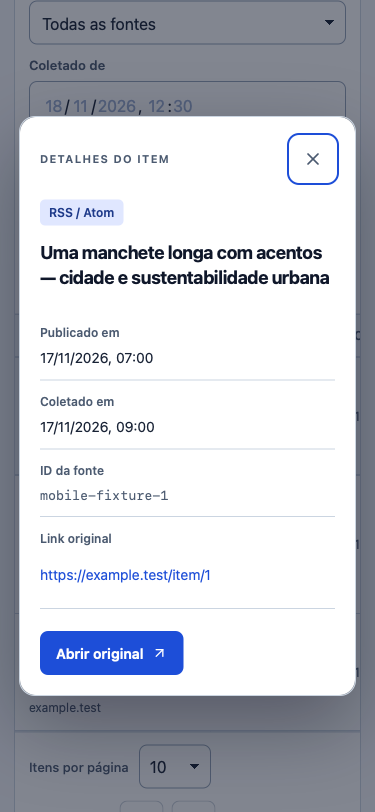 Todas as fontes
Coletado de
18/11/2026, 12:30
DETALHES DO ITEM
RSS / Atom
Uma manchete longa com acentos
— cidade e sustentabilidade urbana
Publicado em
17/11/2026, 07:00
Coletado em
17/11/2026, 09:00
ID da fonte
mobile-fixture-1
Link original
https://example.test/item/1
Abrir original
example.test
Itens por página
10